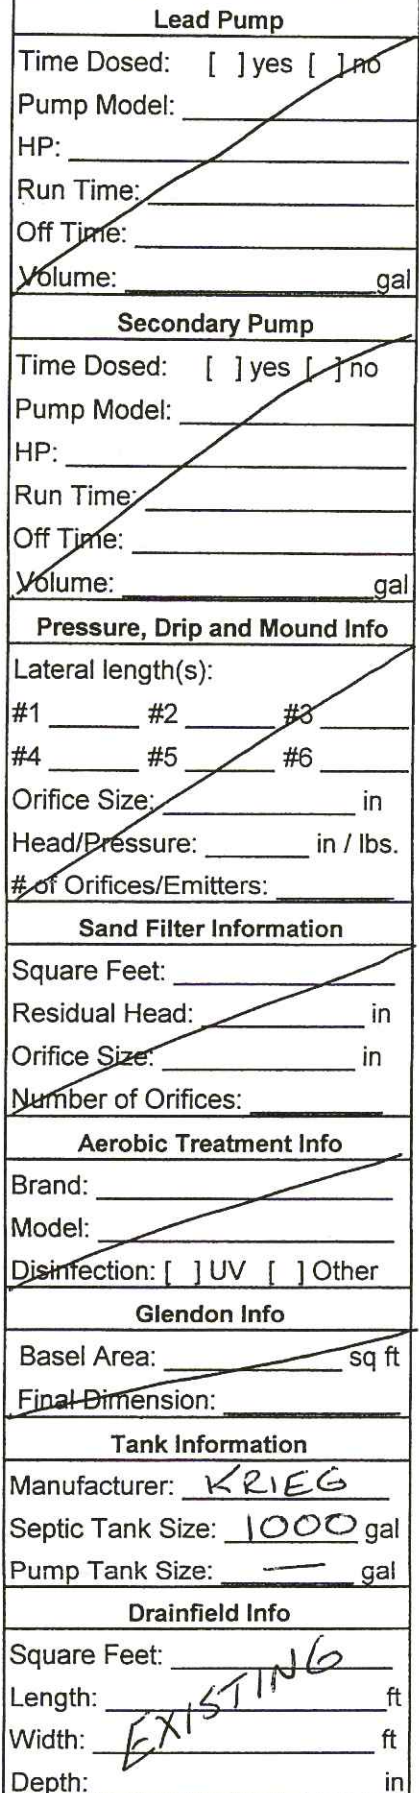 Lead Pump
Time Dosed: [ ] yes [ ] no
Pump Model:
HP:
Run Time:
Off Time:
Volume: gal
Secondary Pump
Time Dosed: [ ] yes [ ] no
Pump Model:
HP:
Run Time:
Off Time:
Volume: gal
Pressure, Drip and Mound Info
Lateral length(s):
#1 #2 #3
#4 #5 #6
Orifice Size: in
Head/Pressure: in / lbs.
# of Orifices/Emitters:
Sand Filter Information
Square Feet:
Residual Head: in
Orifice Size: in
Number of Orifices:
Aerobic Treatment Info
Brand:
Model:
Disinfection: [ ] UV [ ] Other
Glendon Info
Basel Area: sq ft
Final Dimension:
Tank Information
Manufacturer: KRIEG
Septic Tank Size: 1000 gal
Pump Tank Size: — gal
Drainfield Info
Square Feet:
Length: ft
EXISTING
Width: ft
Depth: in